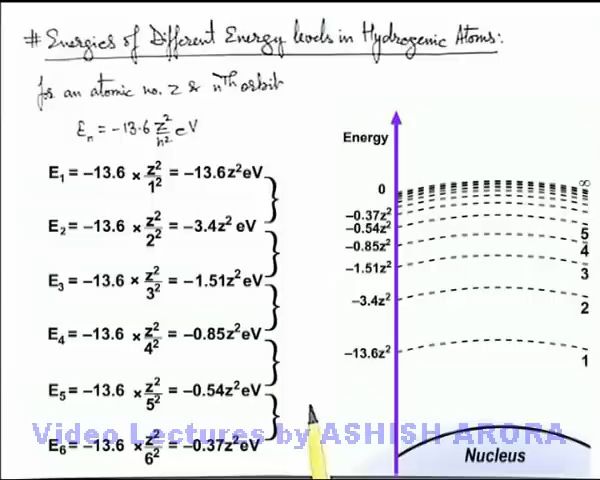 # Energies of Different Energy levels in Hydrogenic Atoms:
for an atomic no. Z & nth orbit
E_n = -13.6 Z²/n² eV
E₁ = –13.6 × z²/1² = –13.6z²eV
E₂ = –13.6 × z²/2² = –3.4z² eV
E₃ = –13.6 × z²/3² = –1.51z²eV
E₄ = –13.6 × z²/4² = –0.85z²eV
E₅ = –13.6 × z²/5² = –0.54z²eV
E₆ = –13.6 × z²/6² = –0.37z²eV
Energy
0 ∞
–0.37z²
–0.54z² 5
–0.85z² 4
–1.51z² 3
–3.4z² 2
–13.6z² 1
Nucleus
Video Lectures by ASHISH ARORA